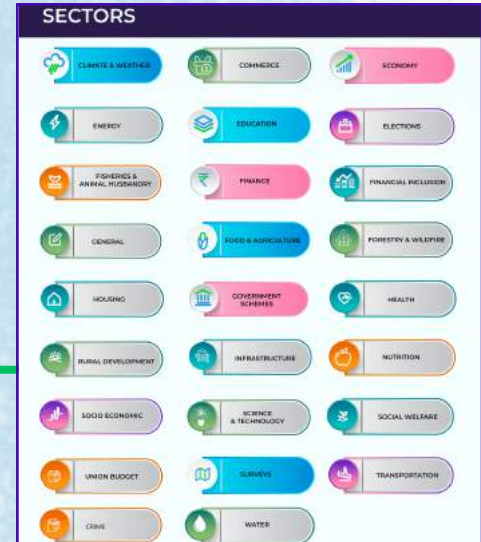 SECTORS
CLIMATE & WEATHER
COMMERCE
ECONOMY
ENERGY
EDUCATION
ELECTIONS
FISHERIES &
ANIMAL HUSBANDRY
FINANCE
FINANCIAL INCLUSION
GENERAL
FOOD & AGRICULTURE
FORESTRY & WILDFIRE
HOUSING
GOVERNMENT
SCHEMES
HEALTH
RURAL DEVELOPMENT
INFRASTRUCTURE
NUTRITION
SOCIO ECONOMIC
SCIENCE
& TECHNOLOGY
SOCIAL WELFARE
UNION BUDGET
SURVEYS
TRANSPORTATION
CRIME
WATER